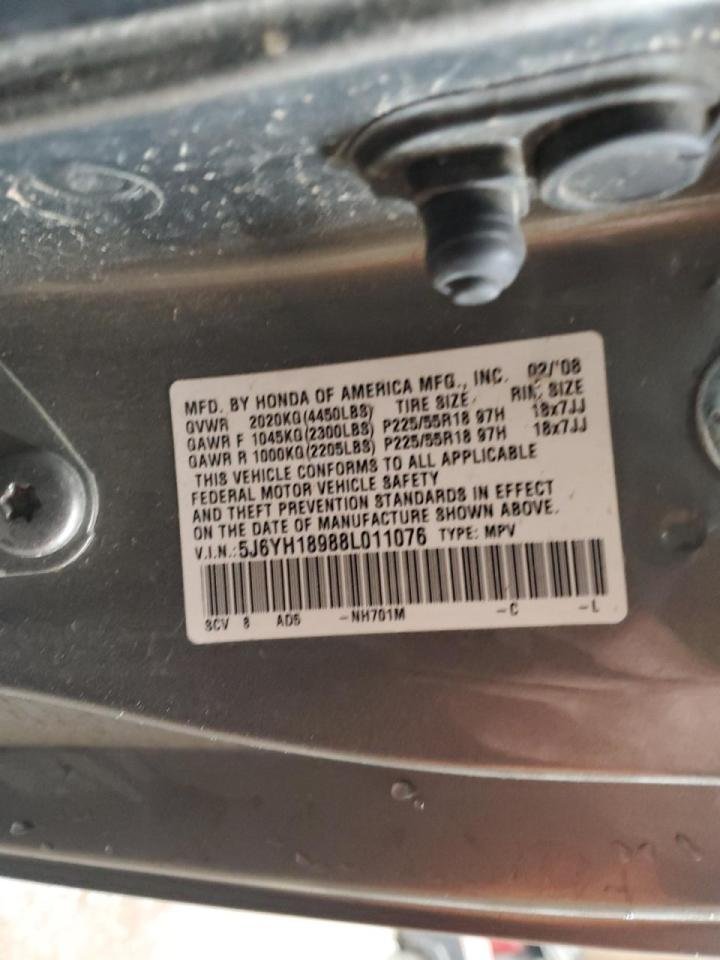 MFD. BY HONDA OF AMERICA MFG., INC. 02/'08
GVWR 2020KG(4450LBS) TIRE SIZE RIM SIZE
GAWR F 1045KG(2300LBS) P225/55R18 97H 18x7JJ
GAWR R 1000KG(2205LBS) P225/55R18 97H 18x7JJ
THIS VEHICLE CONFORMS TO ALL APPLICABLE
FEDERAL MOTOR VEHICLE SAFETY
AND THEFT PREVENTION STANDARDS IN EFFECT
ON THE DATE OF MANUFACTURE SHOWN ABOVE.
V.I.N.:5J6YH18988L011076 TYPE: MPV
SCV 8 AD5 -NH701M -C -L